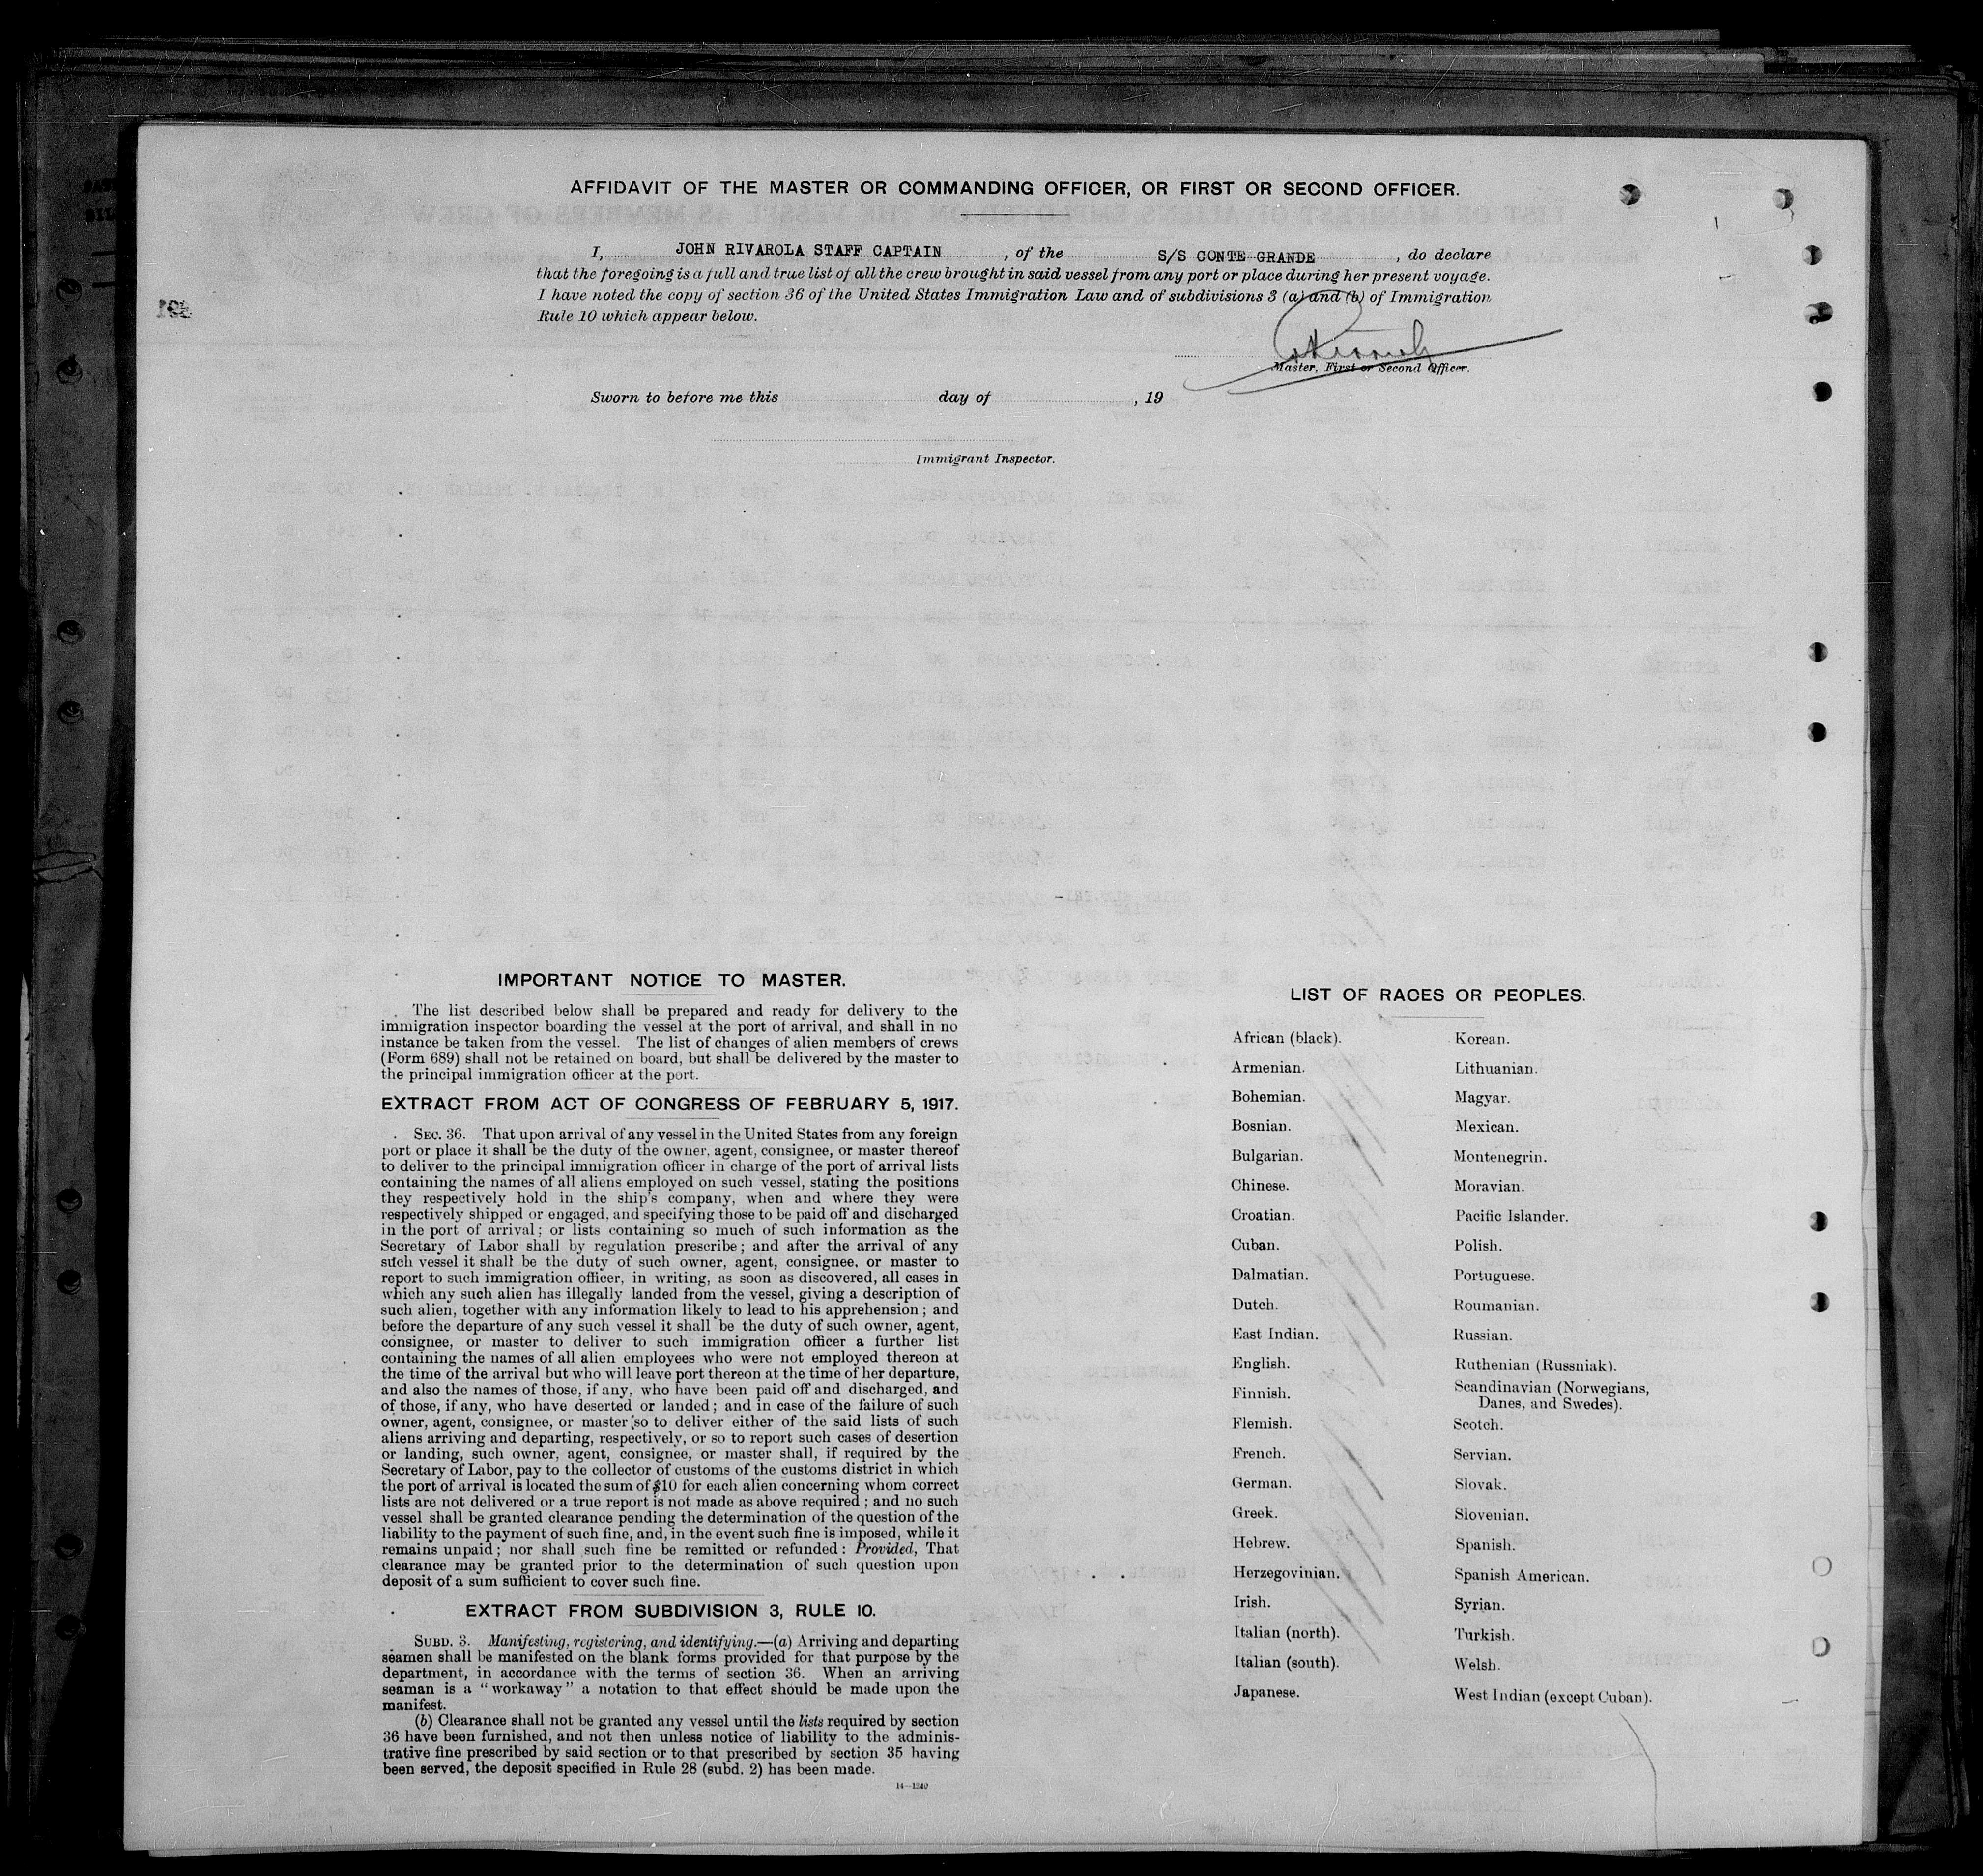 AFFIDAVIT OF THE MASTER OR COMMANDING OFFICER, OR FIRST OR SECOND OFFICER.
I, JOHN RIVAROLA STAFF CAPTAIN, of the S/S CONTE GRANDE, do declare
that the foregoing is a full and true list of all the crew brought in said vessel from any port or place during her present voyage.
I have noted the copy of section 36 of the United States Immigration Law and of subdivisions 3 (a) and (b) of Immigration
Rule 10 which appear below.
Master, First or Second Officer.
Sworn to before me this day of , 19
Immigrant Inspector.
IMPORTANT NOTICE TO MASTER.
The list described below shall be prepared and ready for delivery to the
immigration inspector boarding the vessel at the port of arrival, and shall in no
instance be taken from the vessel. The list of changes of alien members of crews
(Form 689) shall not be retained on board, but shall be delivered by the master to
the principal immigration officer at the port.
EXTRACT FROM ACT OF CONGRESS OF FEBRUARY 5, 1917.
SEC. 36. That upon arrival of any vessel in the United States from any foreign
port or place it shall be the duty of the owner, agent, consignee, or master thereof
to deliver to the principal immigration officer in charge of the port of arrival lists
containing the names of all aliens employed on such vessel, stating the positions
they respectively hold in the ship's company, when and where they were
respectively shipped or engaged, and specifying those to be paid off and discharged
in the port of arrival; or lists containing so much of such information as the
Secretary of Labor shall by regulation prescribe; and after the arrival of any
such vessel it shall be the duty of such owner, agent, consignee, or master to
report to such immigration officer, in writing, as soon as discovered, all cases in
which any such alien has illegally landed from the vessel, giving a description of
such alien, together with any information likely to lead to his apprehension; and
before the departure of any such vessel it shall be the duty of such owner, agent,
consignee, or master to deliver to such immigration officer a further list
containing the names of all alien employees who were not employed thereon at
the time of the arrival but who will leave port thereon at the time of her departure,
and also the names of those, if any, who have been paid off and discharged, and
of those, if any, who have deserted or landed; and in case of the failure of such
owner, agent, consignee, or master so to deliver either of the said lists of such
aliens arriving and departing, respectively, or so to report such cases of desertion
or landing, such owner, agent, consignee, or master shall, if required by the
Secretary of Labor, pay to the collector of customs of the customs district in which
the port of arrival is located the sum of $10 for each alien concerning whom correct
lists are not delivered or a true report is not made as above required; and no such
vessel shall be granted clearance pending the determination of the question of the
liability to the payment of such fine, and, in the event such fine is imposed, while it
remains unpaid; nor shall such fine be remitted or refunded: Provided, That
clearance may be granted prior to the determination of such question upon
deposit of a sum sufficient to cover such fine.
EXTRACT FROM SUBDIVISION 3, RULE 10.
SUBD. 3. Manifesting, registering, and identifying.—(a) Arriving and departing
seamen shall be manifested on the blank forms provided for that purpose by the
department, in accordance with the terms of section 36. When an arriving
seaman is a "workaway" a notation to that effect should be made upon the
manifest.
(b) Clearance shall not be granted any vessel until the lists required by section
36 have been furnished, and not then unless notice of liability to the adminis-
trative fine prescribed by said section or to that prescribed by section 35 having
been served, the deposit specified in Rule 28 (subd. 2) has been made.
14—1240
LIST OF RACES OR PEOPLES.
African (black).
Armenian.
Bohemian.
Bosnian.
Bulgarian.
Chinese.
Croatian.
Cuban.
Dalmatian.
Dutch.
East Indian.
English.
Finnish.
Flemish.
French.
German.
Greek.
Hebrew.
Herzegovinian.
Irish.
Italian (north).
Italian (south).
Japanese.
Korean.
Lithuanian.
Magyar.
Mexican.
Montenegrin.
Moravian.
Pacific Islander.
Polish.
Portuguese.
Roumanian.
Russian.
Ruthenian (Russniak).
Scandinavian (Norwegians,
Danes, and Swedes).
Scotch.
Servian.
Slovak.
Slovenian.
Spanish.
Spanish American.
Syrian.
Turkish.
Welsh.
West Indian (except Cuban).